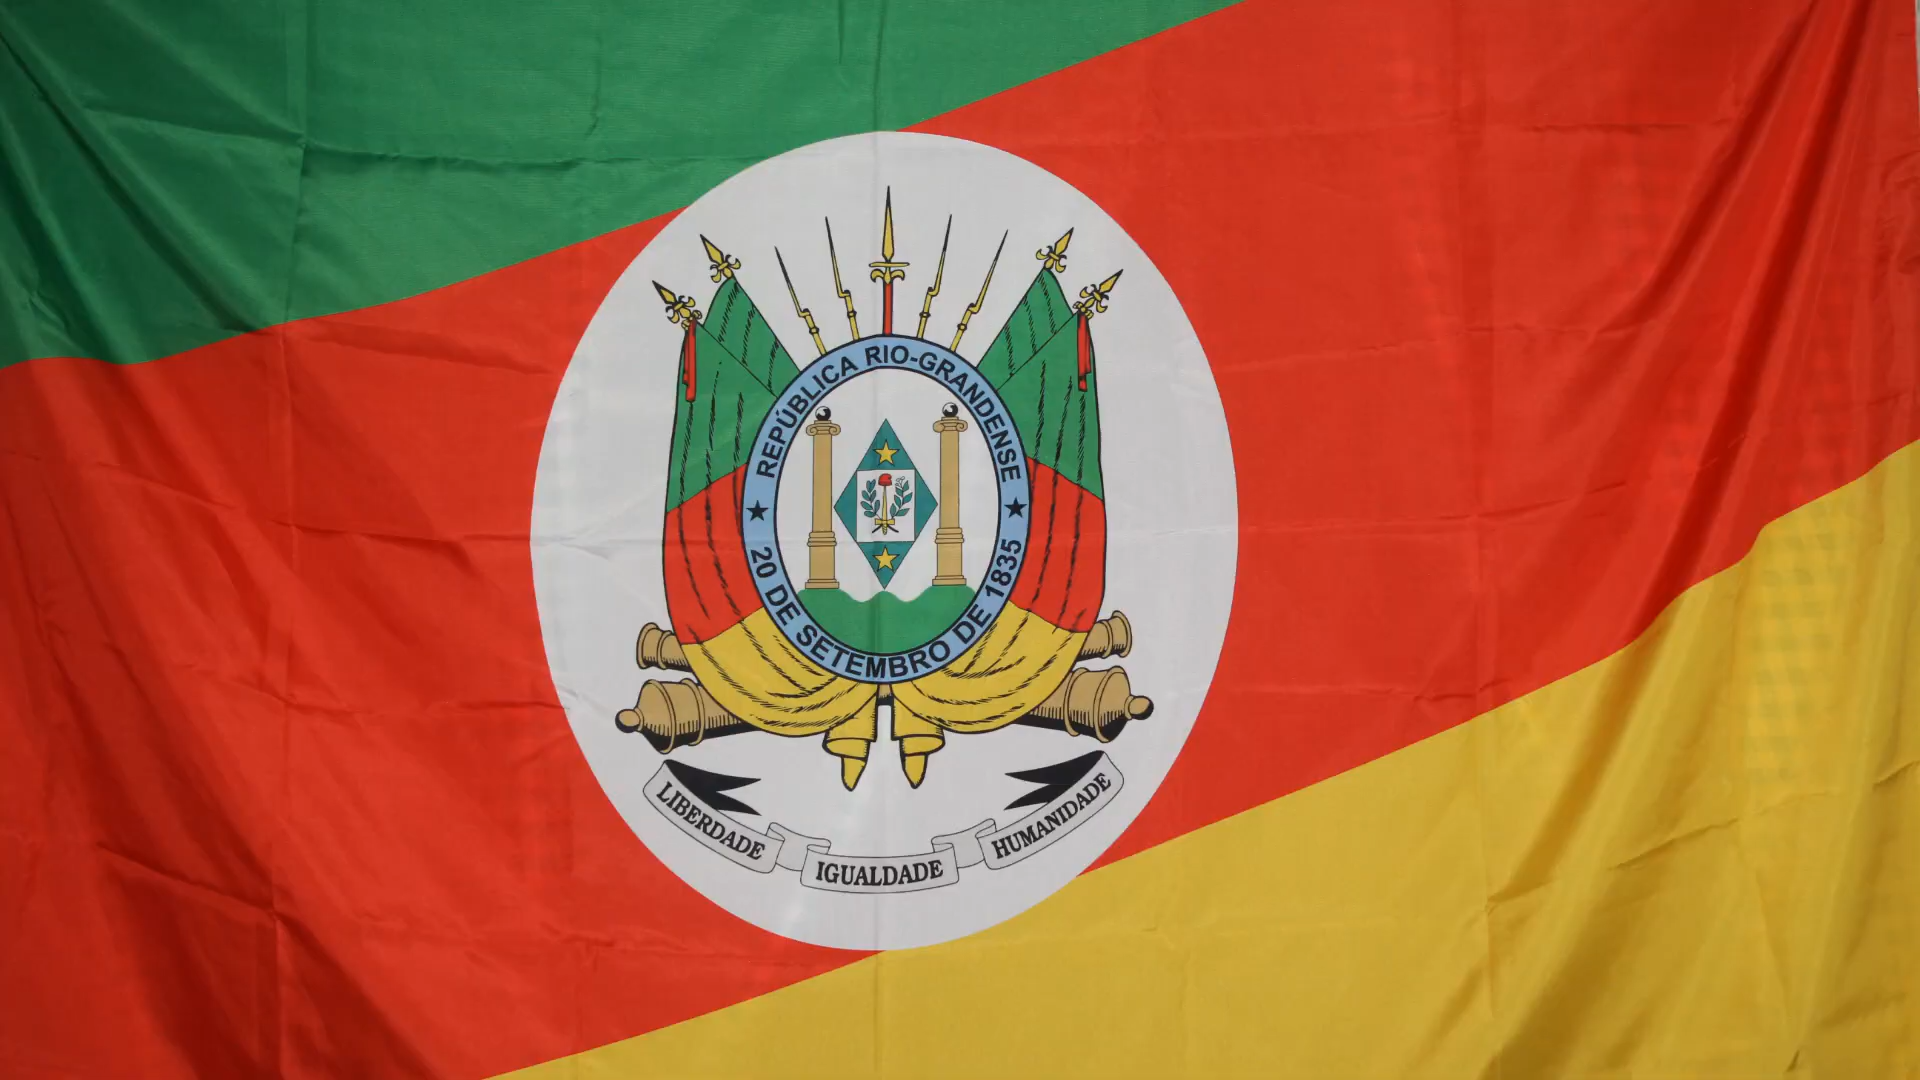 REPÚBLICA RIO-GRANDENSE
20 DE SETEMBRO DE 1835
LIBERDADE
IGUALDADE
HUMANIDADE